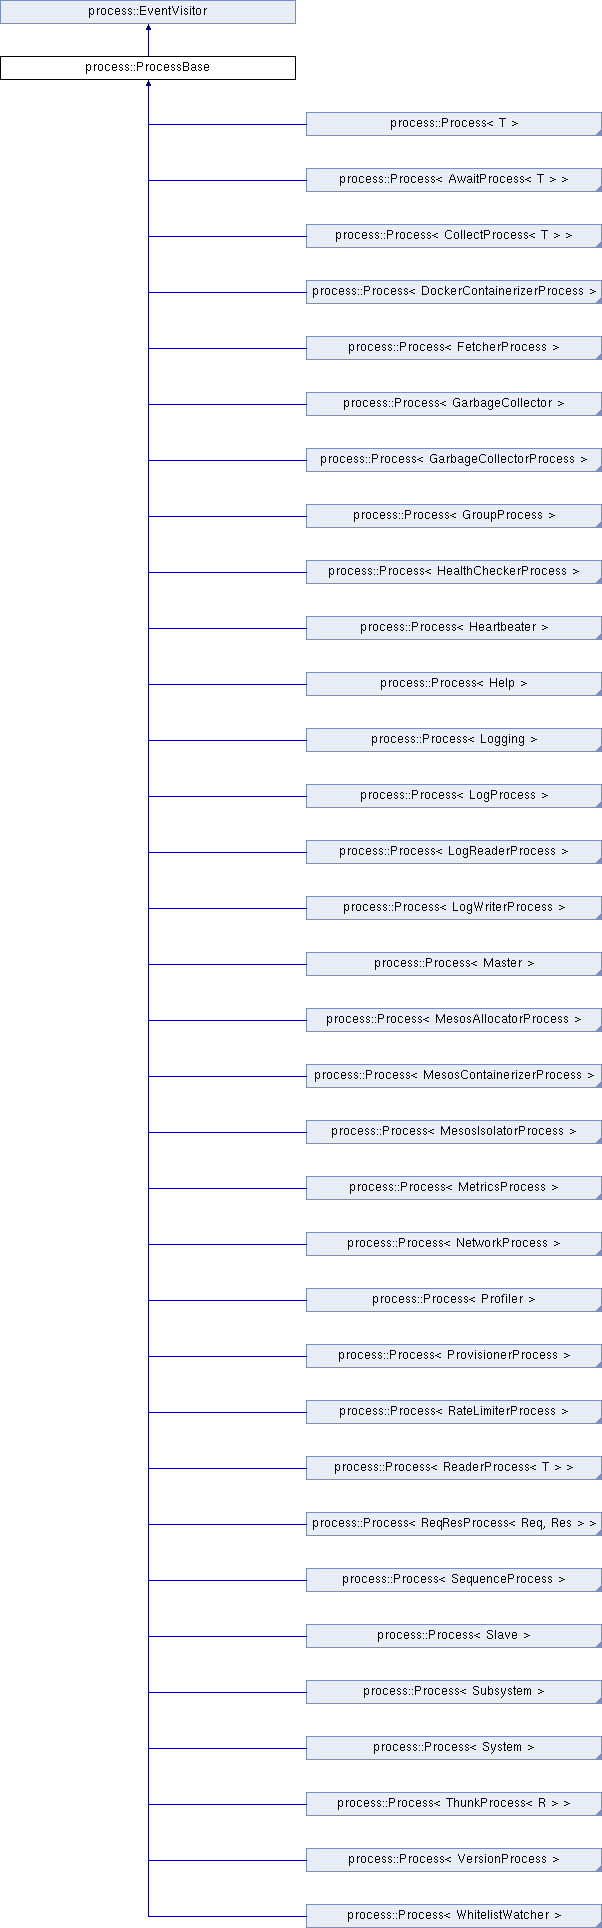 process::EventVisitor
process::ProcessBase
process::Process< T >
process::Process< AwaitProcess< T > >
process::Process< CollectProcess< T > >
process::Process< DockerContainerizerProcess >
process::Process< FetcherProcess >
process::Process< GarbageCollector >
process::Process< GarbageCollectorProcess >
process::Process< GroupProcess >
process::Process< HealthCheckerProcess >
process::Process< Heartbeater >
process::Process< Help >
process::Process< Logging >
process::Process< LogProcess >
process::Process< LogReaderProcess >
process::Process< LogWriterProcess >
process::Process< Master >
process::Process< MesosAllocatorProcess >
process::Process< MesosContainerizerProcess >
process::Process< MesosIsolatorProcess >
process::Process< MetricsProcess >
process::Process< NetworkProcess >
process::Process< Profiler >
process::Process< ProvisionerProcess >
process::Process< RateLimiterProcess >
process::Process< ReaderProcess< T > >
process::Process< ReqResProcess< Req, Res > >
process::Process< SequenceProcess >
process::Process< Slave >
process::Process< Subsystem >
process::Process< System >
process::Process< ThunkProcess< R > >
process::Process< VersionProcess >
process::Process< WhitelistWatcher >